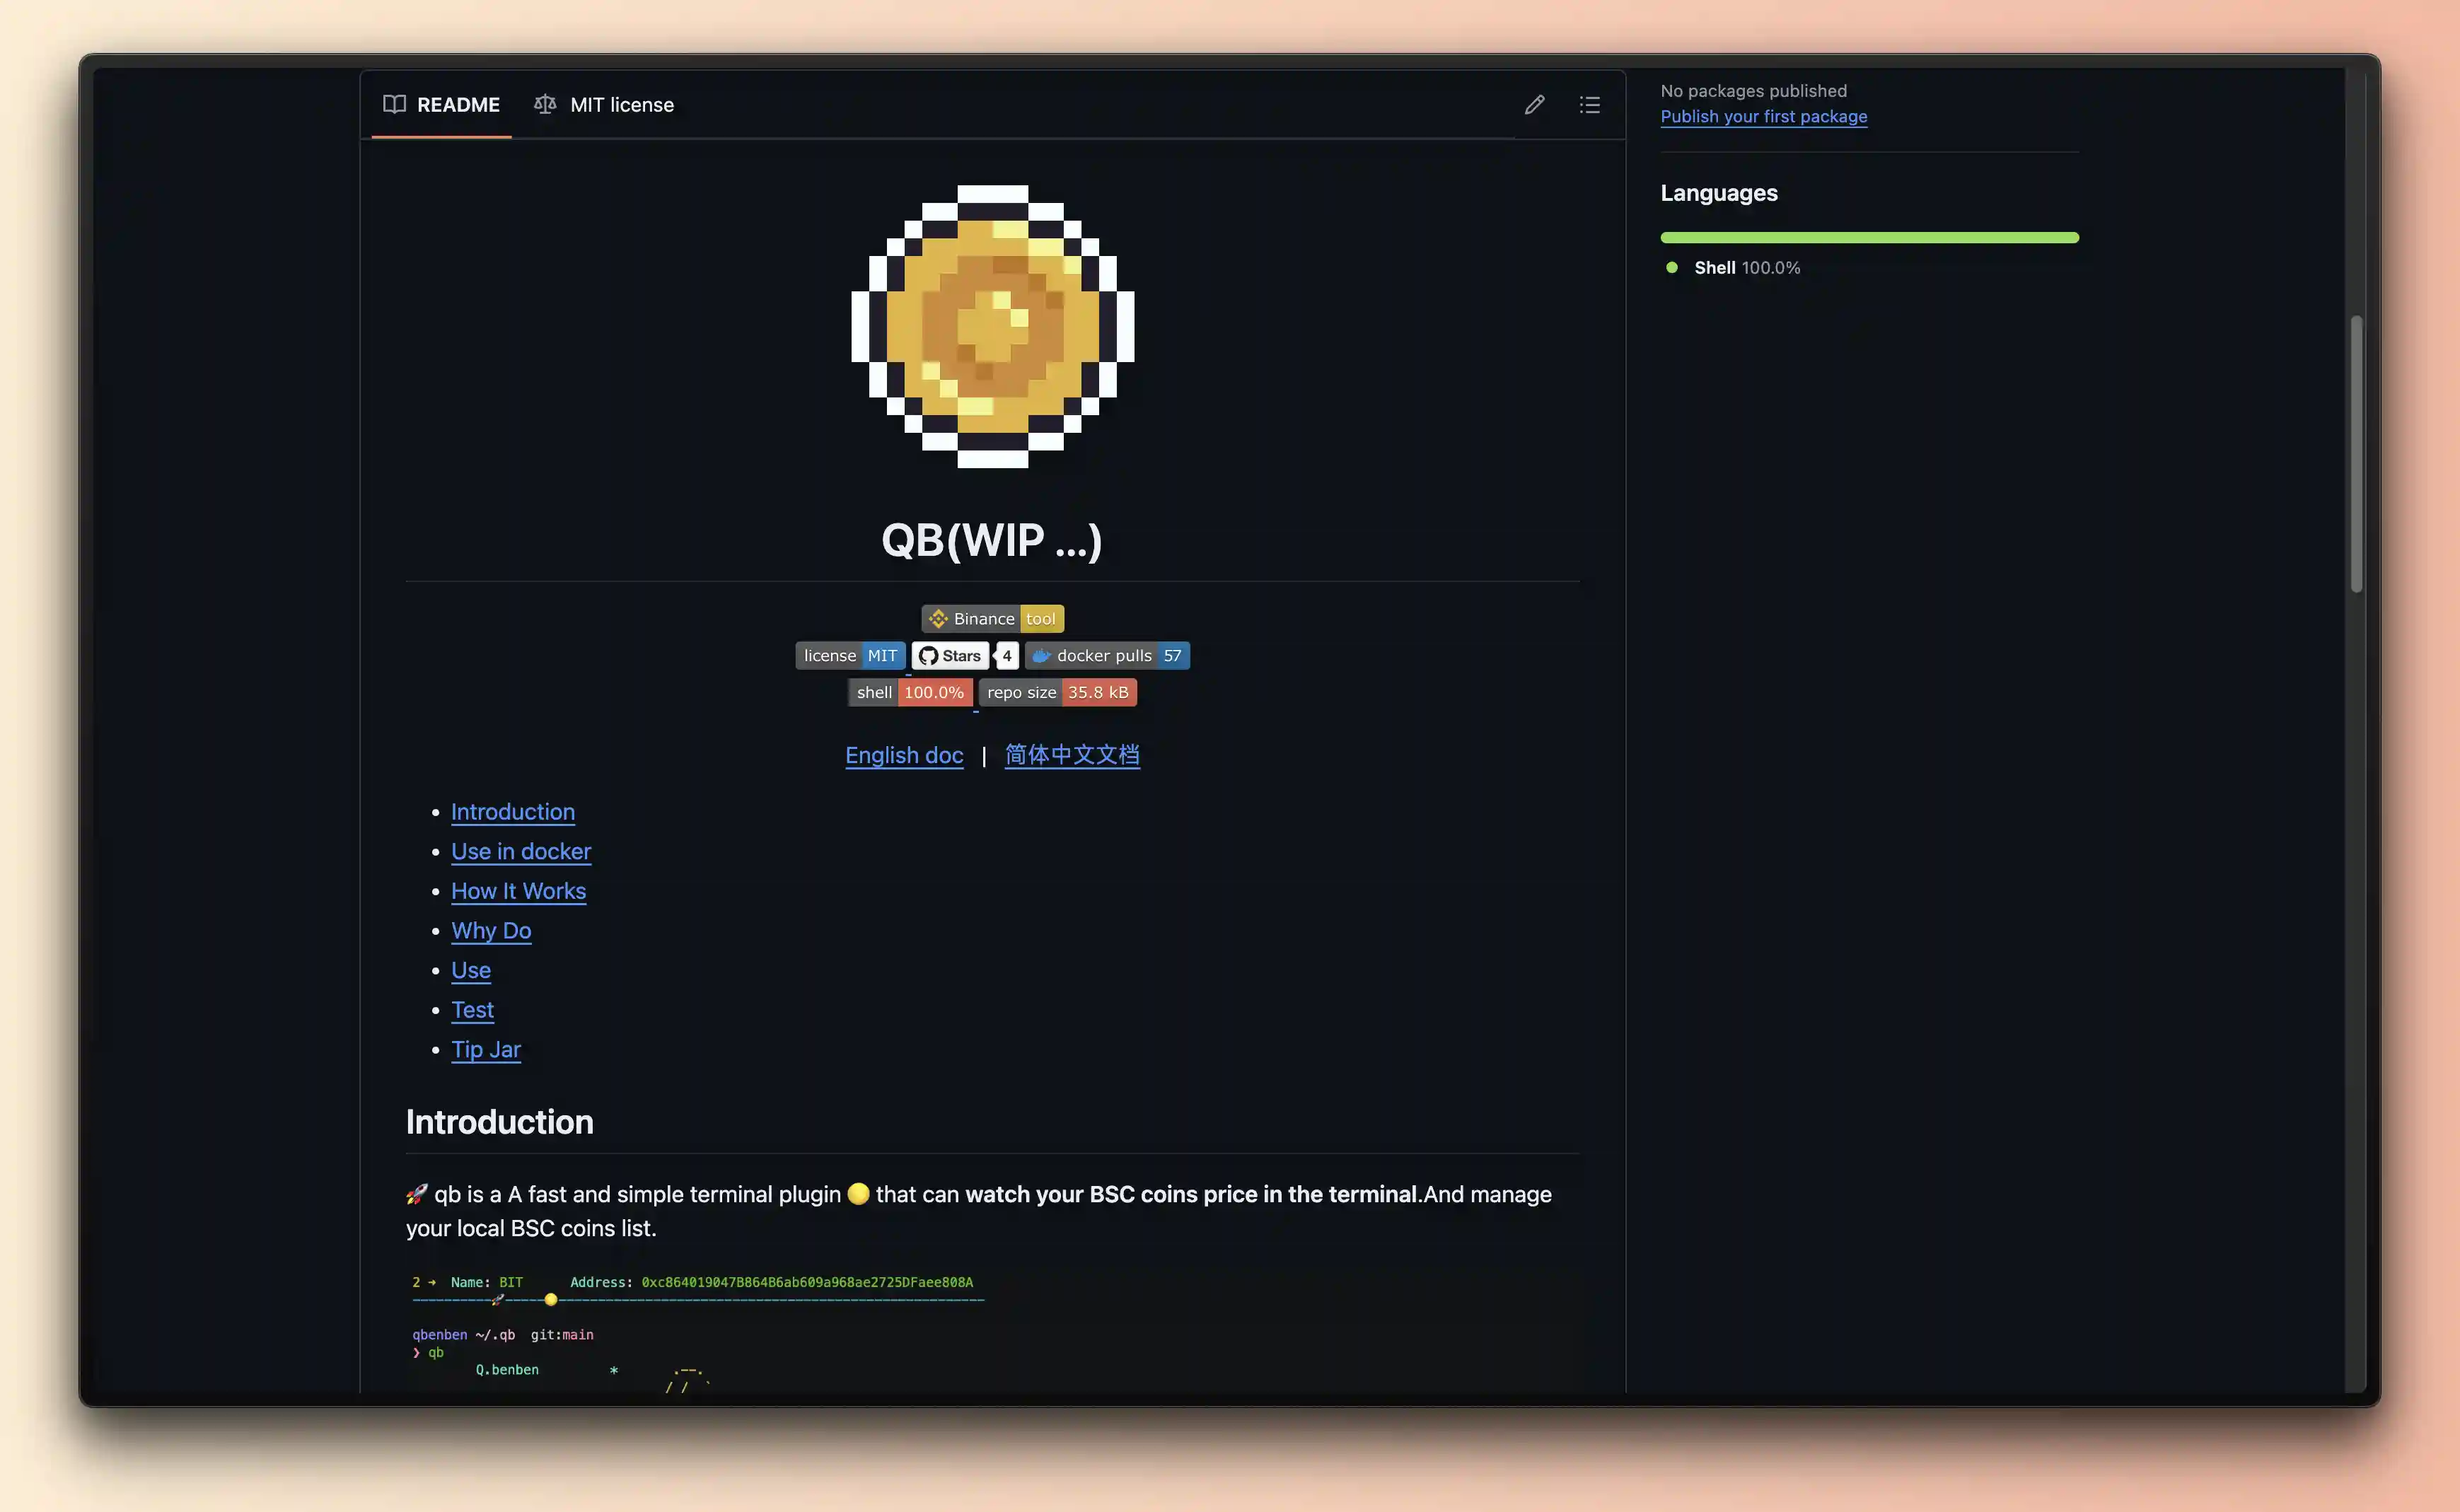 README
MIT license
No packages published
Publish your first package
Languages
Shell 100.0%
QB(WIP ...)
Binance tool
license MIT Stars 4 docker pulls 57
shell 100.0% repo size 35.8 kB
English doc | 简体中文文档
Introduction
Use in docker
How It Works
Why Do
Use
Test
Tip Jar
Introduction
🚀 qb is a A fast and simple terminal plugin 🟡 that can watch your BSC coins price in the terminal.And manage
your local BSC coins list.
2 → Name: BIT Address: 0xc864019047B864B6ab609a968ae2725DFaee808A
qbenben ~/.qb git:main
❯ qb
Q.benben * .--.
/ / `